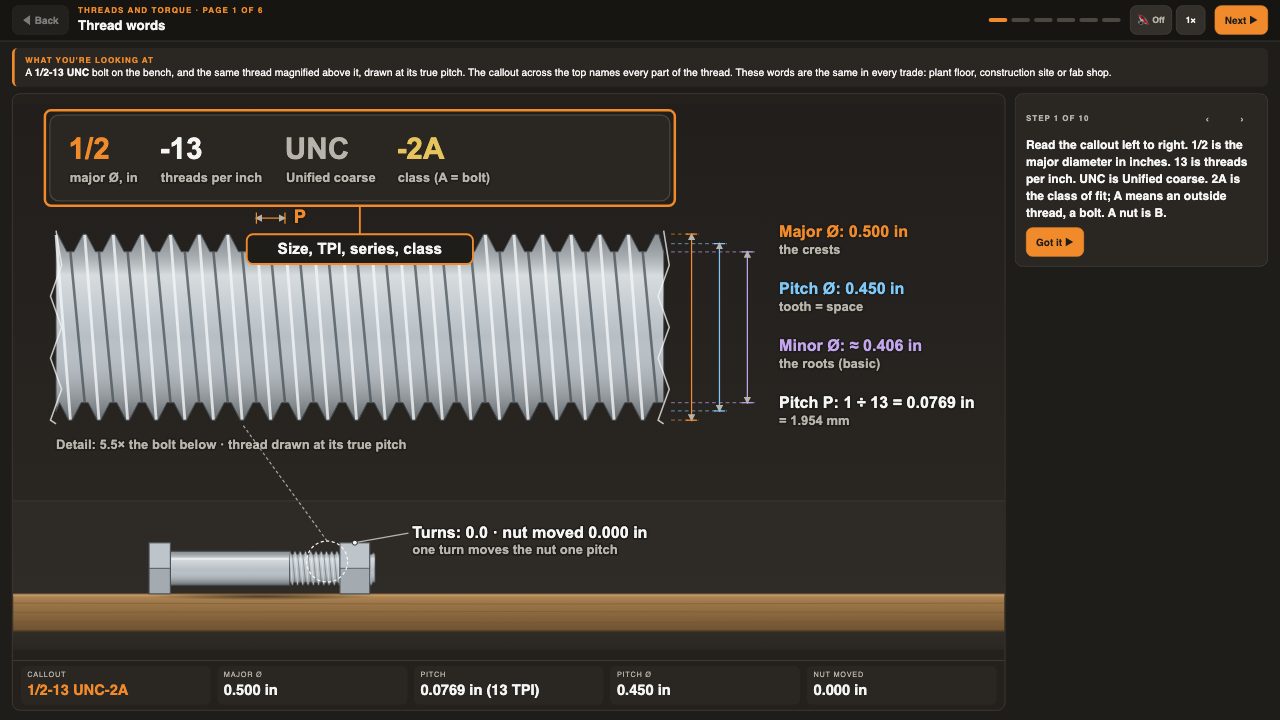 Back
THREADS AND TORQUE · PAGE 1 OF 6
Thread words
Off
1x
Next
WHAT YOU'RE LOOKING AT
A 1/2-13 UNC bolt on the bench, and the same thread magnified above it, drawn at its true pitch. The callout across the top names every part of the thread. These words are the same in every trade: plant floor, construction site or fab shop.
1/2 -13 UNC -2A
major Ø, in threads per inch Unified coarse class (A = bolt)
P
Size, TPI, series, class
Major Ø: 0.500 in
the crests
Pitch Ø: 0.450 in
tooth = space
Minor Ø: ≈ 0.406 in
the roots (basic)
Pitch P: 1 ÷ 13 = 0.0769 in
= 1.954 mm
Detail: 5.5× the bolt below · thread drawn at its true pitch
Turns: 0.0 · nut moved 0.000 in
one turn moves the nut one pitch
STEP 1 OF 10
Read the callout left to right. 1/2 is the
major diameter in inches. 13 is threads
per inch. UNC is Unified coarse. 2A is
the class of fit; A means an outside
thread, a bolt. A nut is B.
Got it
CALLOUT
1/2-13 UNC-2A
MAJOR Ø
0.500 in
PITCH
0.0769 in (13 TPI)
PITCH Ø
0.450 in
NUT MOVED
0.000 in